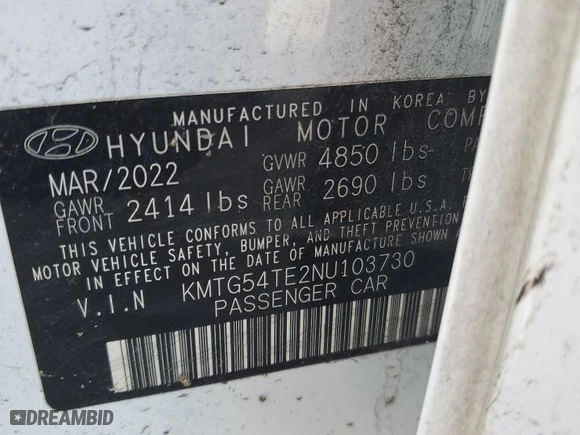 MANUFACTURED IN KOREA BY
HYUNDAI MOTOR
MAR/2022 GVWR 4850 lbs
GAWR FRONT 2414 lbs GAWR REAR 2690 lbs
THIS VEHICLE CONFORMS TO ALL APPLICABLE U.S.A.
MOTOR VEHICLE SAFETY, BUMPER, AND THEFT PREVENTION
IN EFFECT ON THE DATE OF MANUFACTURE SHOWN
V.I.N KMTG54TE2NU103730
PASSENGER CAR
DREAMBID